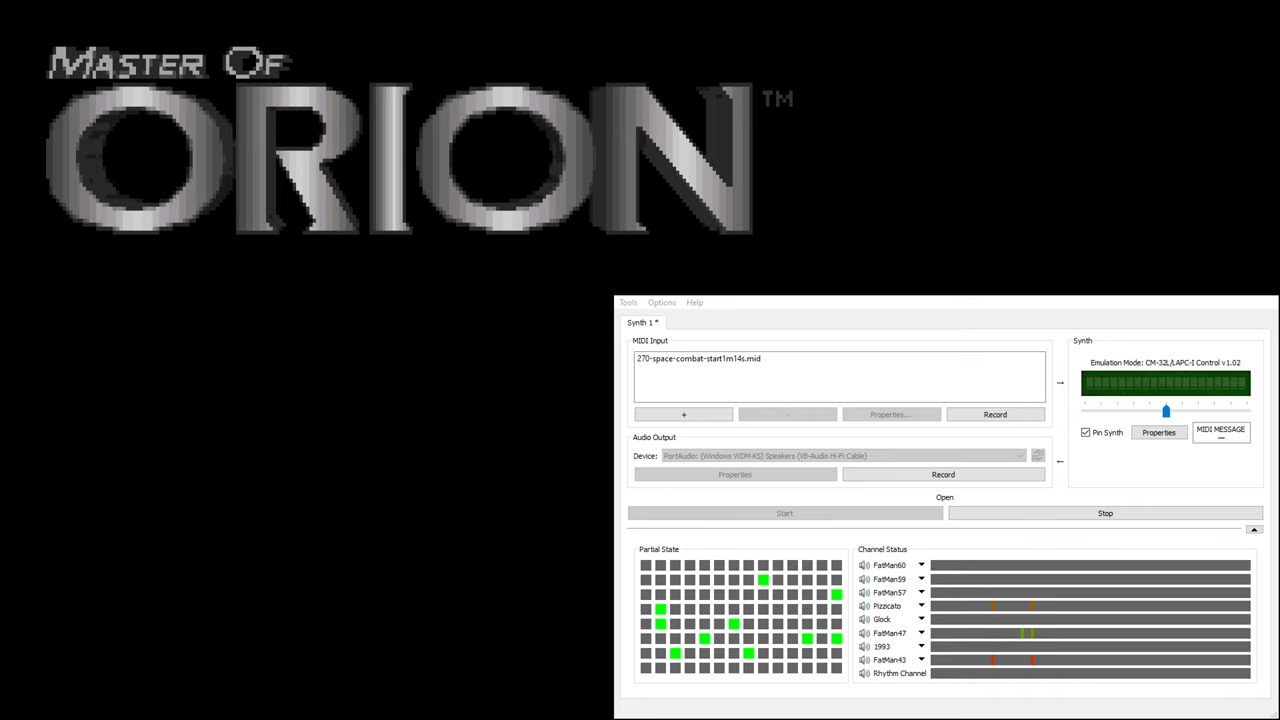 MASTER OF
ORION™
Tools Options Help
Synth 1 *
MIDI Input
270-space-combat-start1m14s.mid
+ - Properties... Record
Audio Output
Device: PortAudio: (Windows WDM-KS) Speakers (VB-Audio Hi-Fi Cable)
Properties Record
Synth
Emulation Mode: CM-32L/LAPC-I Control v1.02
Pin Synth Properties MIDI MESSAGE
Open
Start Stop
Partial State
Channel Status
FatMan60
FatMan59
FatMan57
Pizzicato
Glock
FatMan47
1993
FatMan43
Rhythm Channel